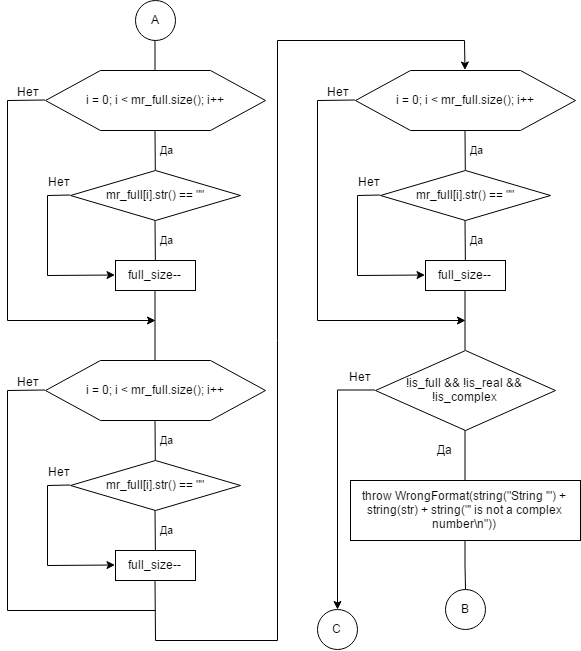 A
Нет
i = 0; i < mr_full.size(); i++
Да
Нет
mr_full[i].str() == ""
Да
full_size--
Нет
i = 0; i < mr_full.size(); i++
Да
Нет
mr_full[i].str() == ""
Да
full_size--
Нет
i = 0; i < mr_full.size(); i++
Да
Нет
mr_full[i].str() == ""
Да
full_size--
Нет
!is_full && !is_real &&
!is_complex
Да
throw WrongFormat(string("String '") +
string(str) + string("' is not a complex
number\n"))
C
B